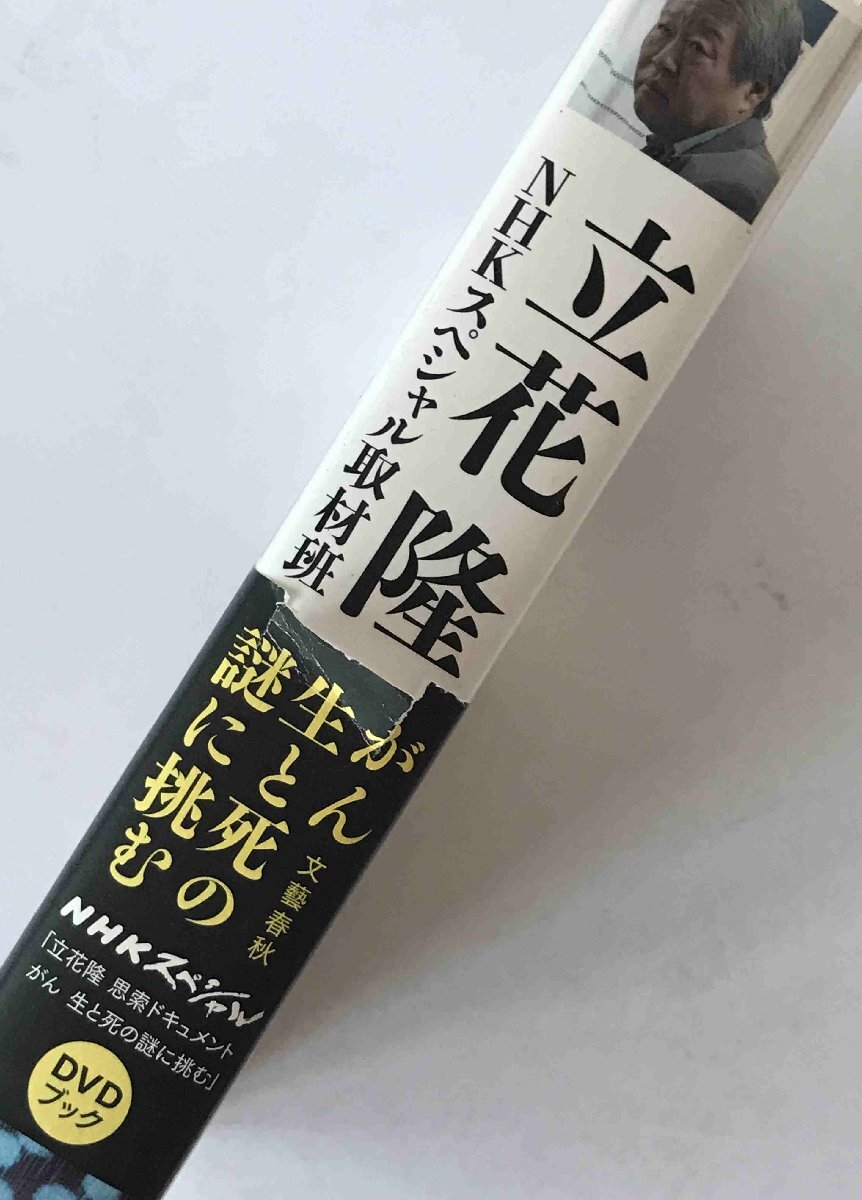 立花隆
NHKスペシャル取材班
がん
生と死の
謎に挑む
文藝春秋
NHKスペシャル
「立花隆 思索ドキュメント
がん 生と死の謎に挑む」
DVD
ブック